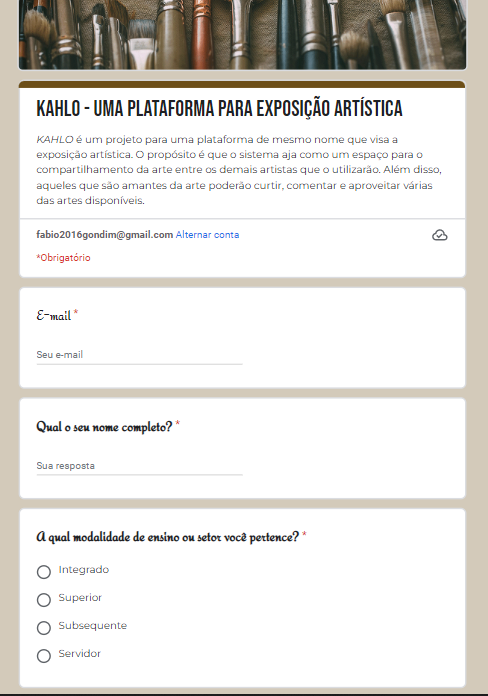 KAHLO - UMA PLATAFORMA PARA EXPOSIÇÃO ARTÍSTICA
KAHLO é um projeto para uma plataforma de mesmo nome que visa a
exposição artística. O propósito é que o sistema aja como um espaço para o
compartilhamento da arte entre os demais artistas que o utilizarão. Além disso,
aqueles que são amantes da arte poderão curtir, comentar e aproveitar várias
das artes disponíveis.
fabio2016gondim@gmail.com Alternar conta
*Obrigatório
E-mail *
Seu e-mail
Qual o seu nome completo? *
Sua resposta
A qual modalidade de ensino ou setor você pertence? *
Integrado
Superior
Subsequente
Servidor